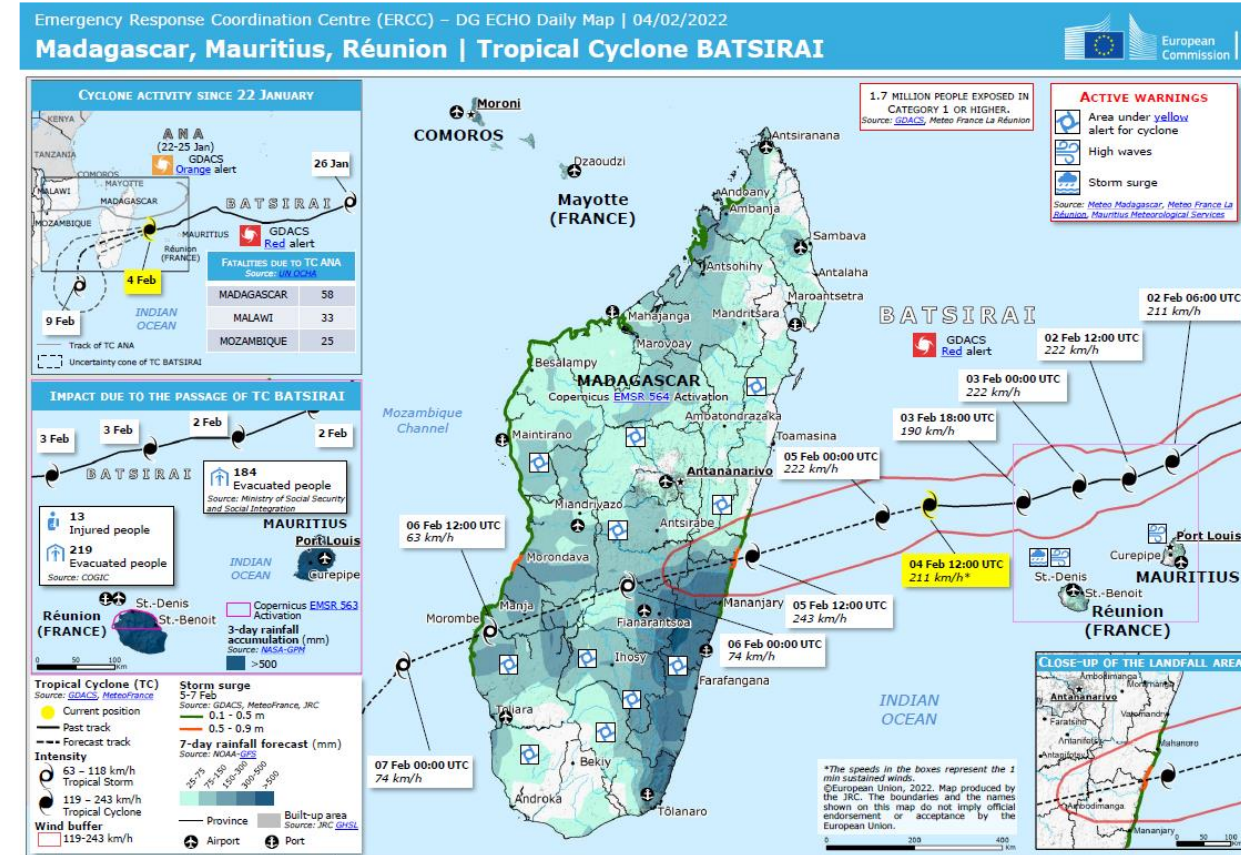 Emergency Response Coordination Centre (ERCC) – DG ECHO Daily Map | 04/02/2022
Madagascar, Mauritius, Réunion | Tropical Cyclone BATSIRAI
European
Commission
CYCLONE ACTIVITY SINCE 22 JANUARY
KENYA
TANZANIA
COMOROS
MAYOTTE
MALAWI
MADAGASCAR
MOZAMBIQUE
MAURITIUS
Réunion
(FRANCE)
ANA
(22-25 Jan)
GDACS
Orange alert
26 Jan
BATSIRAI
GDACS
Red alert
4 Feb
9 Feb
INDIAN
OCEAN
FATALITIES DUE TO TC ANA
Source: UN OCHA
MADAGASCAR 58
MALAWI 33
MOZAMBIQUE 25
Track of TC ANA
Uncertainty cone of TC BATSIRAI
IMPACT DUE TO THE PASSAGE OF TC BATSIRAI
3 Feb
3 Feb
2 Feb
2 Feb
BATSIRAI
184
Evacuated people
Source: Ministry of Social Security
and Social Integration
13
Injured people
219
Evacuated people
Source: COGIC
MAURITIUS
Port Louis
Curepipe
INDIAN
OCEAN
St.-Denis
St.-Benoit
Réunion
(FRANCE)
Copernicus EMSR 563
Activation
3-day rainfall
accumulation (mm)
Source: NASA-GPM
>500
0 50 100
Km
Tropical Cyclone (TC)
Source: GDACS, MeteoFrance
Current position
Past track
Forecast track
Intensity
63 – 118 km/h
Tropical Storm
119 – 243 km/h
Tropical Cyclone
Wind buffer
119-243 km/h
Storm surge
5-7 Feb
Source: GDACS, MeteoFrance, JRC
0.1 - 0.5 m
0.5 - 0.9 m
7-day rainfall forecast (mm)
Source: NOAA-GFS
25-75
75-150
150-300
300-500
>500
Province
Built-up area
Source: JRC GHSL
Airport
Port
Moroni
COMOROS
Dzaoudzi
Mayotte
(FRANCE)
1.7 MILLION PEOPLE EXPOSED IN
CATEGORY 1 OR HIGHER.
Source: GDACS, Meteo France La Réunion
ACTIVE WARNINGS
Area under yellow
alert for cyclone
High waves
Storm surge
Source: Meteo Madagascar, Meteo France La
Réunion, Mauritius Meteorological Services
Antsiranana
Andoany
Ambanja
Sambava
Antsohihy
Antalaha
Maroantsetra
Mahajanga
Mandritsara
Marovoay
Besalampy
MADAGASCAR
Copernicus EMSR 564 Activation
Mozambique
Channel
Ambatondrazaka
Maintirano
Toamasina
Antananarivo
Miandrivazo
Antsirabe
Morondava
Manja
Morombe
Mananjary
Fianarantsoa
Ihosy
Farafangana
Toliara
Bekiy
Androka
Tôlanaro
BATSIRAI
GDACS
Red alert
02 Feb 06:00 UTC
211 km/h
02 Feb 12:00 UTC
222 km/h
03 Feb 00:00 UTC
222 km/h
03 Feb 18:00 UTC
190 km/h
05 Feb 00:00 UTC
222 km/h
04 Feb 12:00 UTC
211 km/h*
05 Feb 12:00 UTC
243 km/h
06 Feb 00:00 UTC
74 km/h
06 Feb 12:00 UTC
63 km/h
07 Feb 00:00 UTC
74 km/h
Port Louis
Curepipe
MAURITIUS
St.-Denis
St.-Benoit
Réunion
(FRANCE)
INDIAN
OCEAN
*The speeds in the boxes represent the 1
min sustained winds.
©European Union, 2022. Map produced by
the JRC. The boundaries and the names
shown on this map do not imply official
endorsement or acceptance by the
European Union.
0 200 400
Km
CLOSE-UP OF THE LANDFALL AREA
Ambodimanga
Antananarivo
Faratsiho
Mahanoro
Ambodimanga
Mananjary
0 50 100